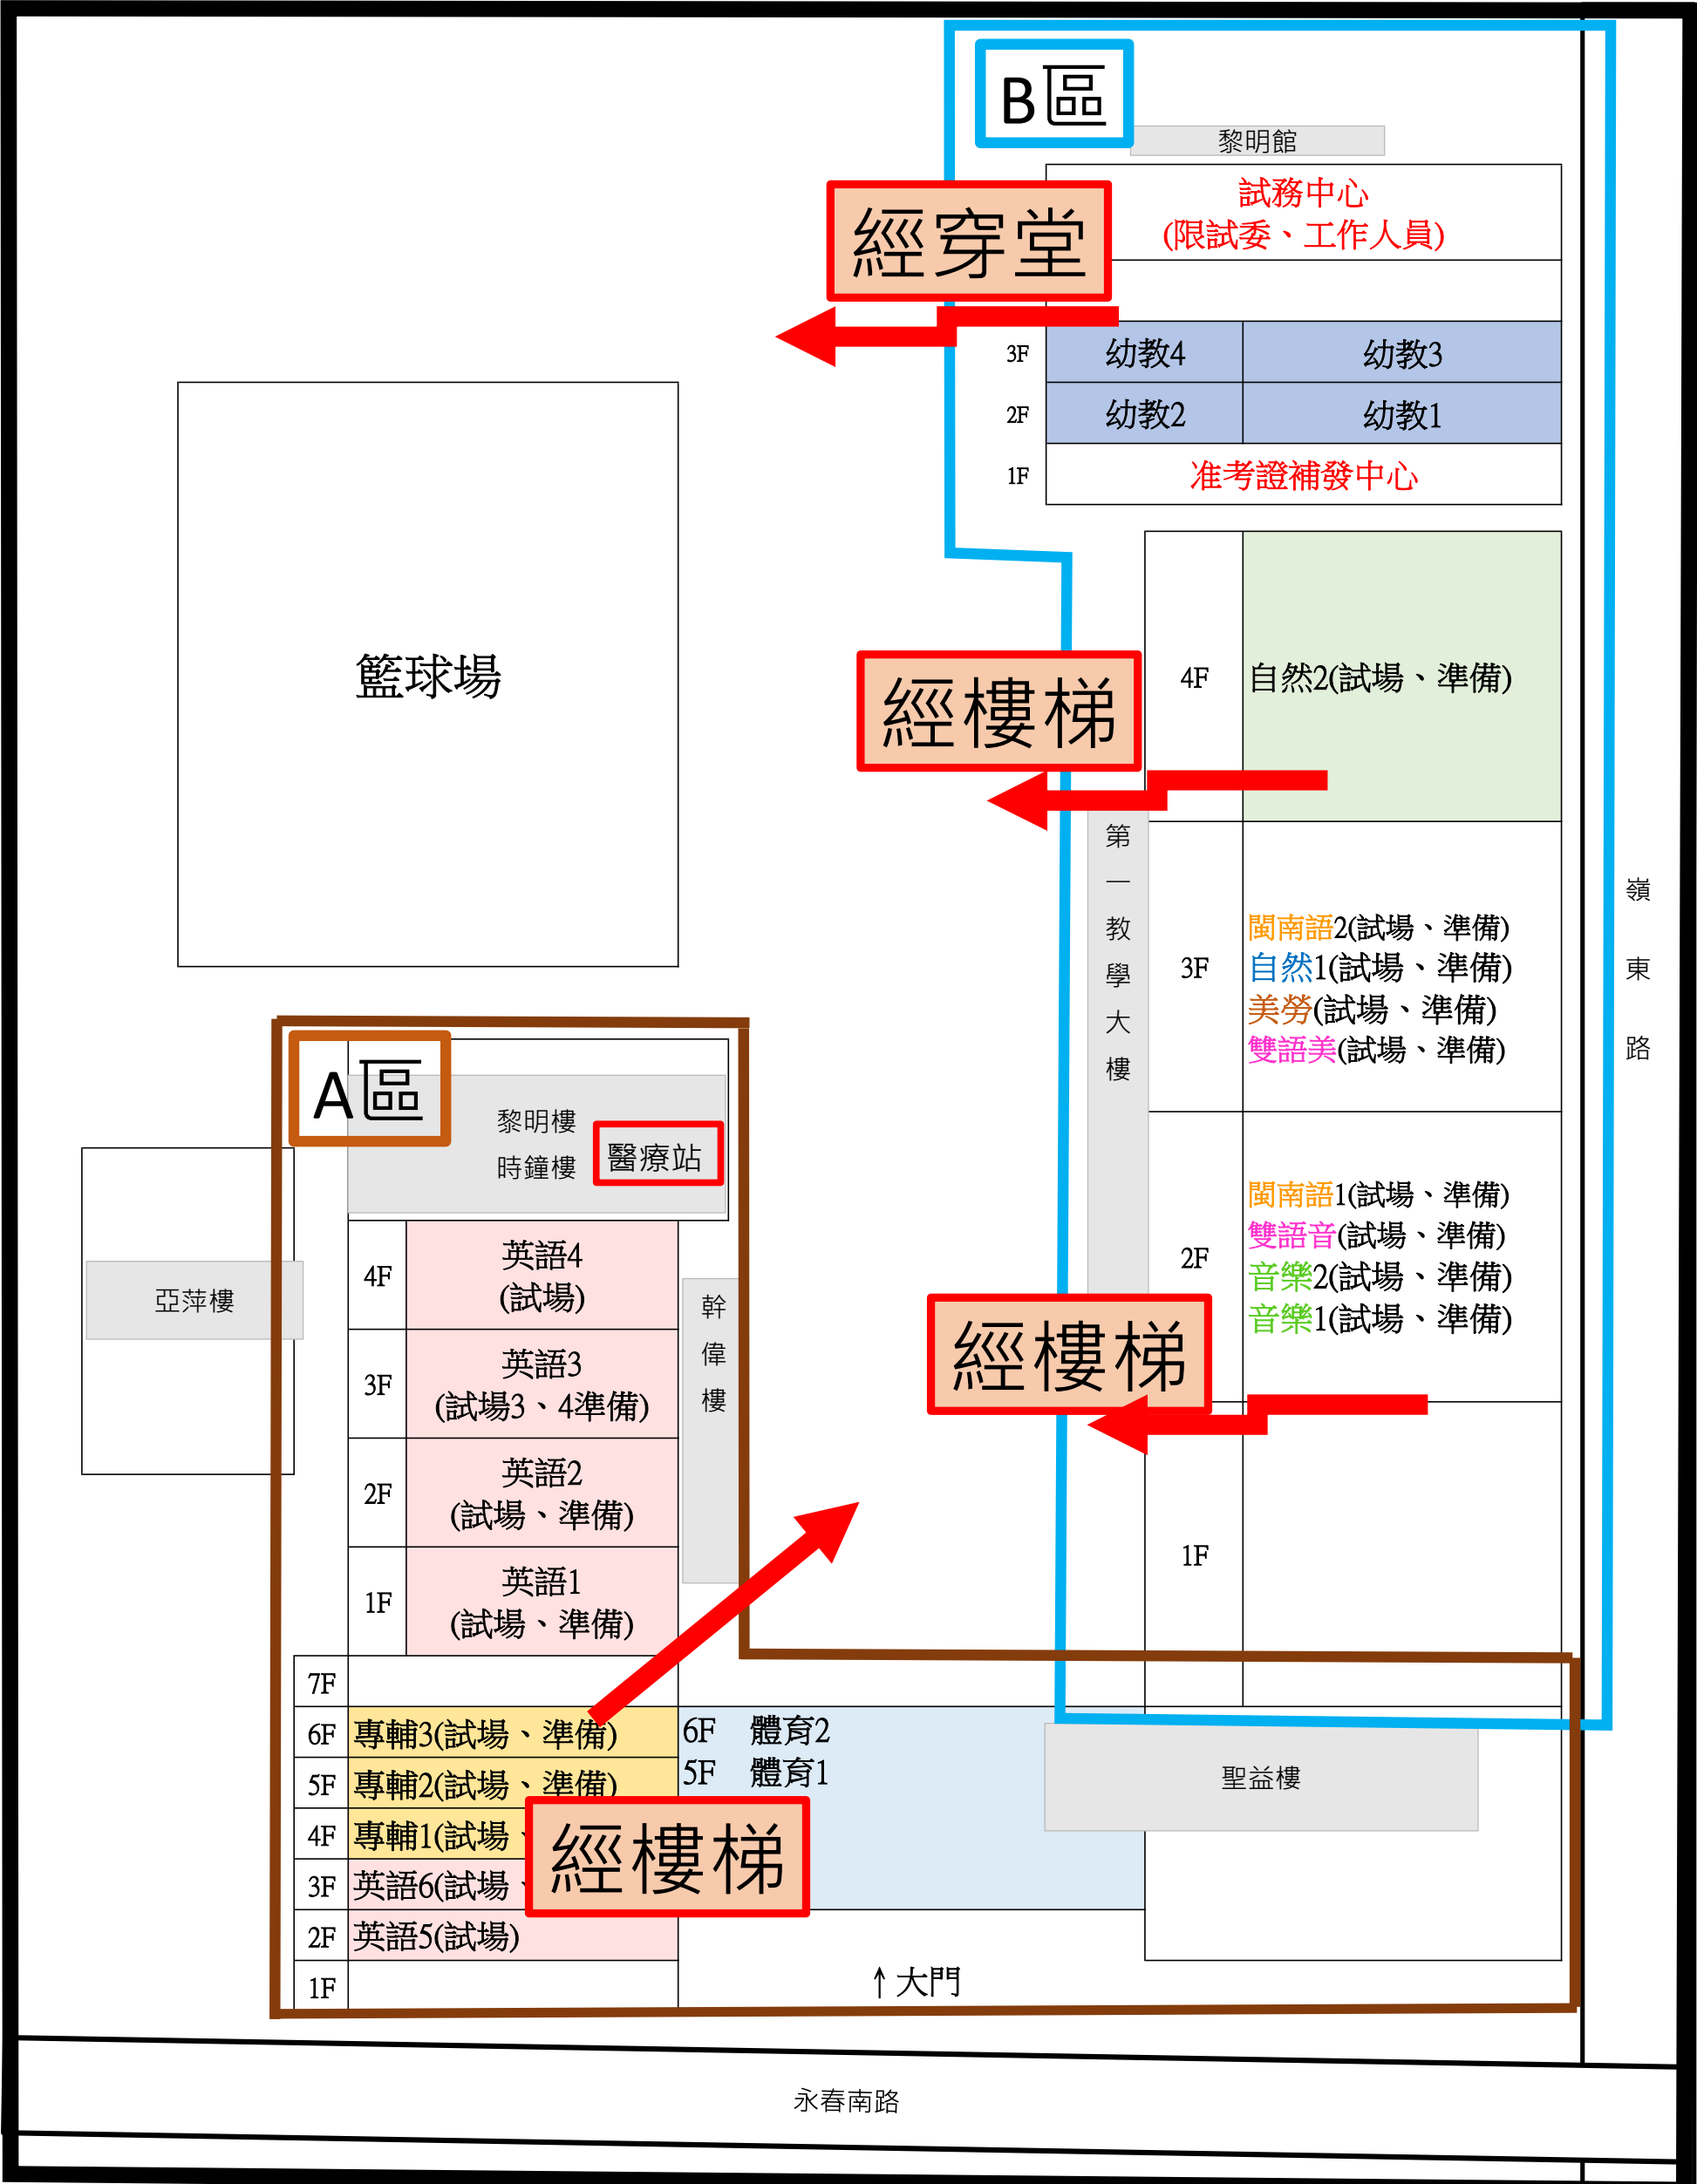 B區
黎明館
試務中心
(限試委、工作人員)
經穿堂
3F 幼教4 幼教3
2F 幼教2 幼教1
1F 准考證補發中心
籃球場
4F 自然2(試場、準備)
經樓梯
第一教學大樓
3F
閩南語2(試場、準備)
自然1(試場、準備)
美勞(試場、準備)
雙語美(試場、準備)
嶺東路
2F
閩南語1(試場、準備)
雙語音(試場、準備)
音樂2(試場、準備)
音樂1(試場、準備)
經樓梯
1F
A區
黎明樓
時鐘樓
醫療站
亞萍樓
幹偉樓
4F 英語4
(試場)
3F 英語3
(試場3、4準備)
2F 英語2
(試場、準備)
1F 英語1
(試場、準備)
7F
6F 專輔3(試場、準備)
5F 專輔2(試場、準備)
4F 專輔1(試場、
3F 英語6(試場、
2F 英語5(試場)
1F
6F 體育2
5F 體育1
經樓梯
聖益樓
↑大門
永春南路